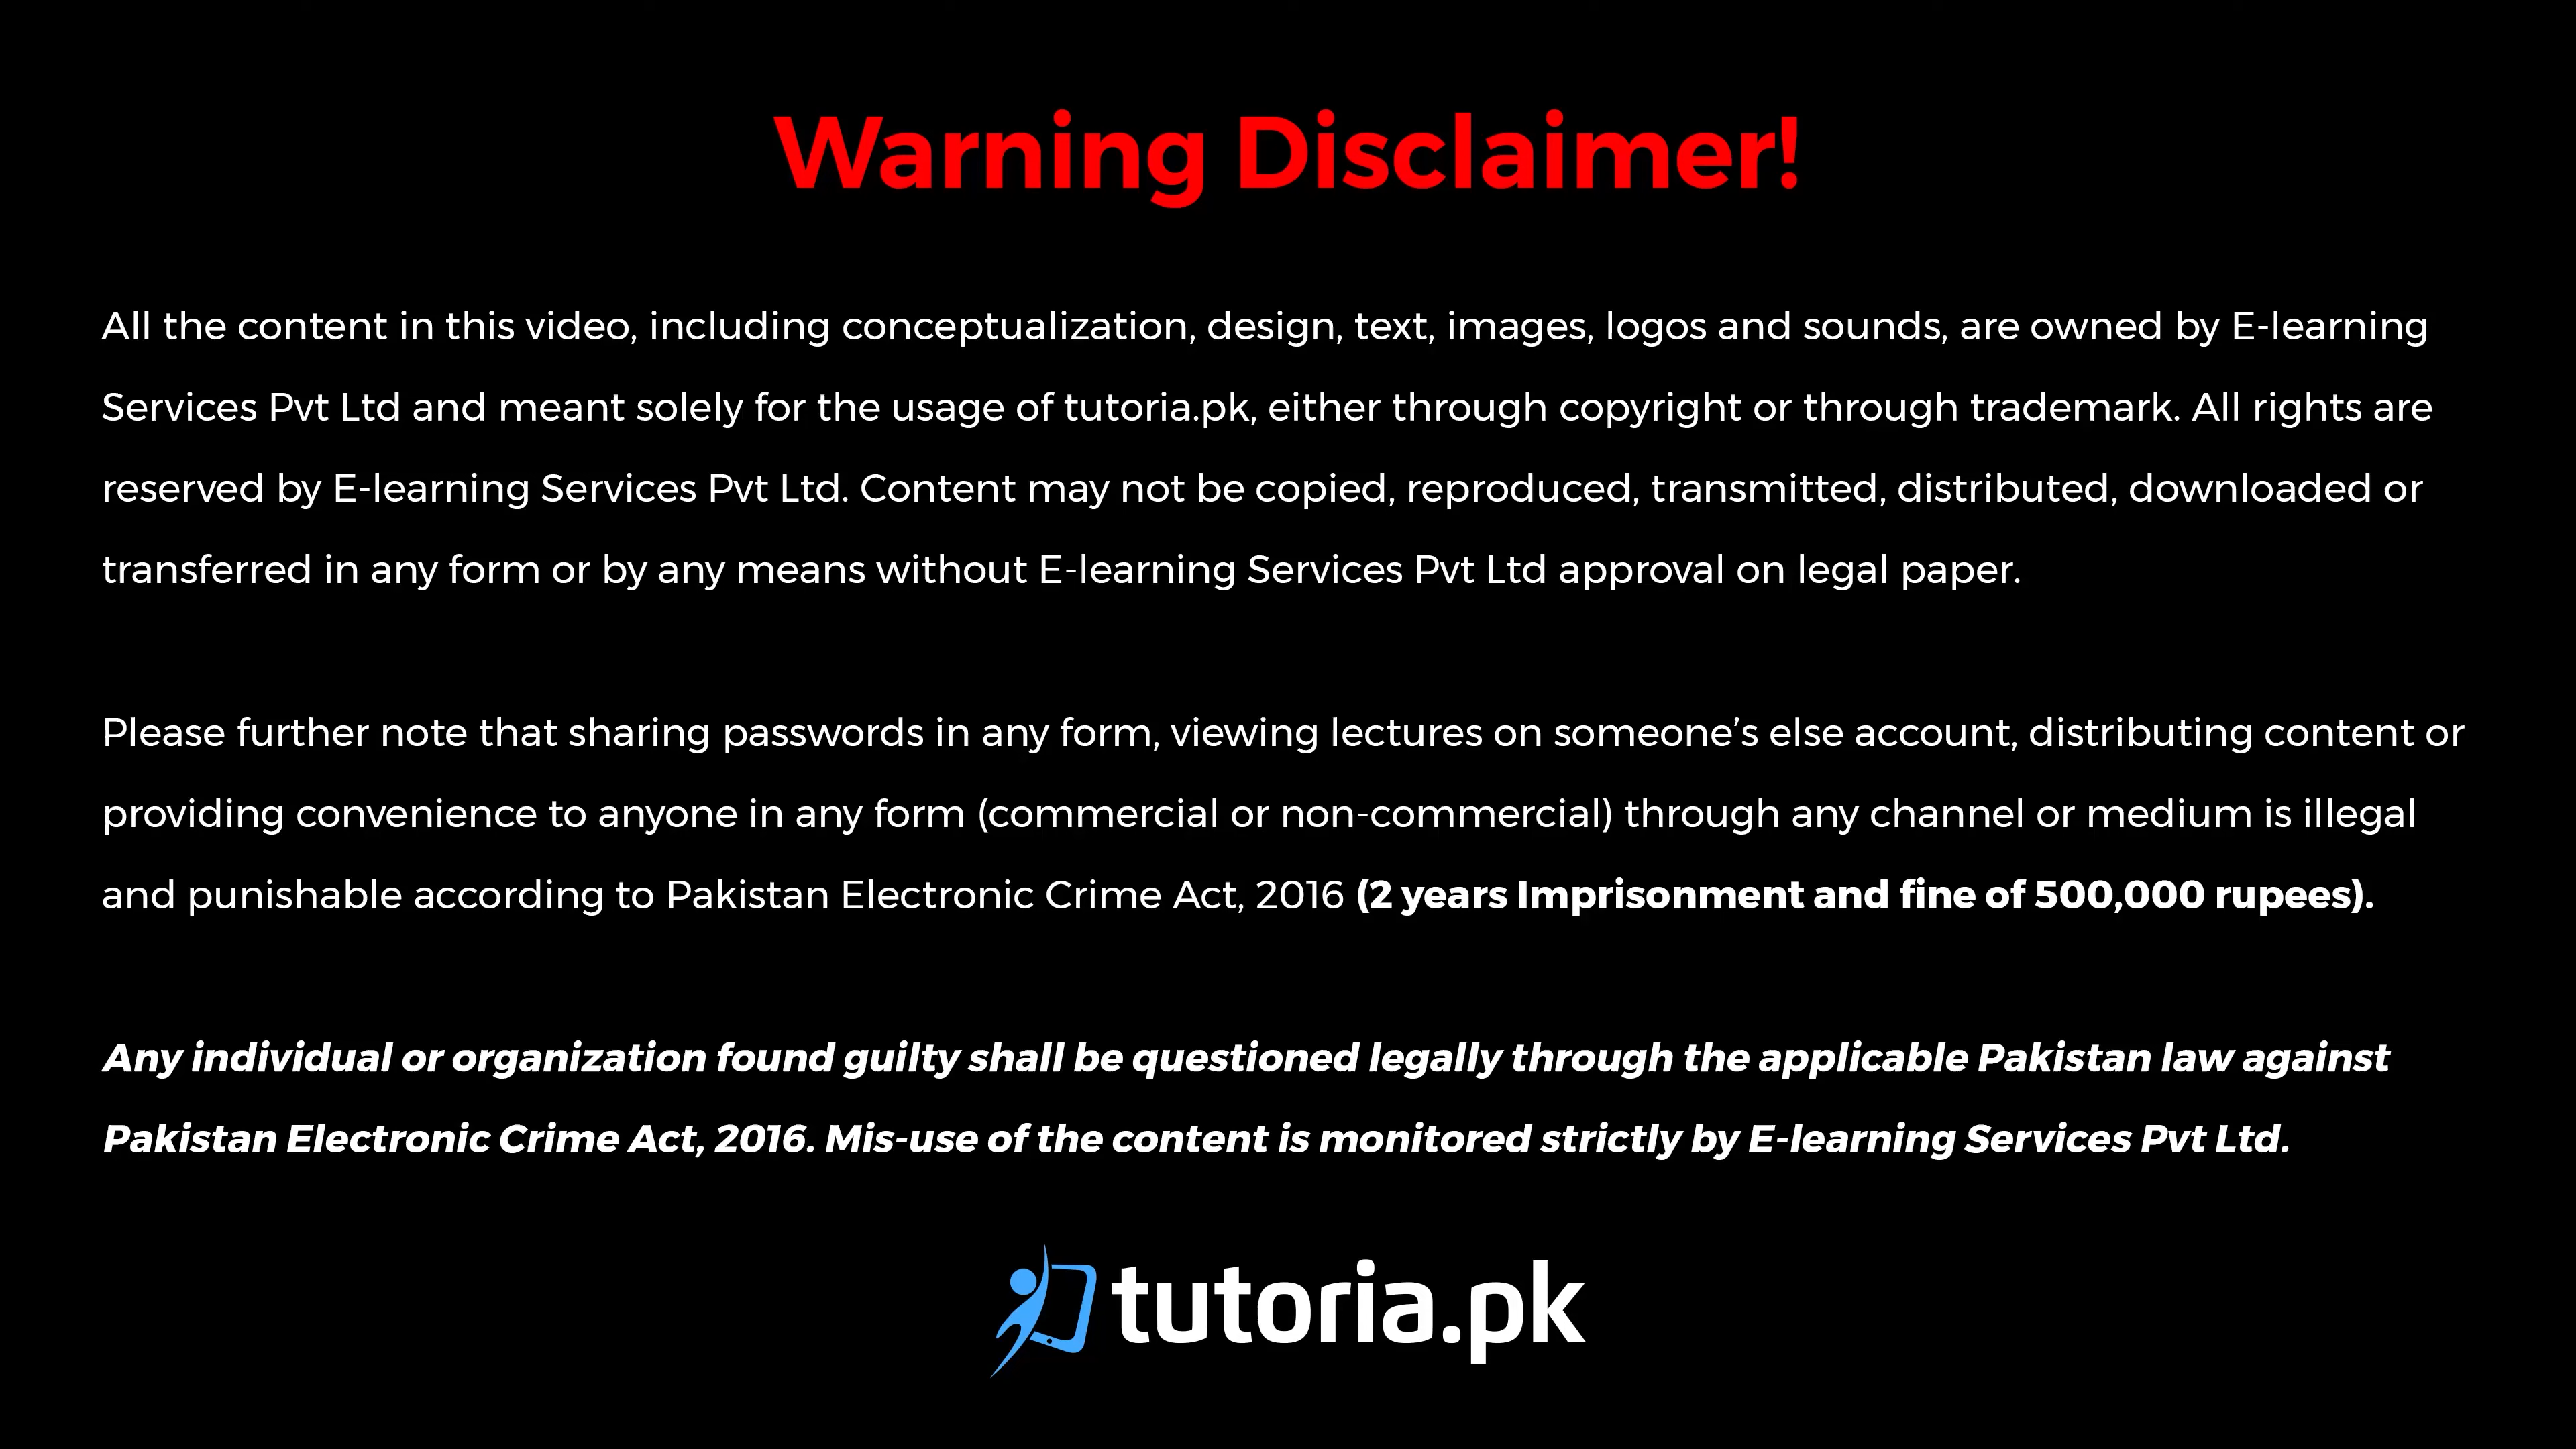 Warning Disclaimer!
All the content in this video, including conceptualization, design, text, images, logos and sounds, are owned by E-learning
Services Pvt Ltd and meant solely for the usage of tutoria.pk, either through copyright or through trademark. All rights are
reserved by E-learning Services Pvt Ltd. Content may not be copied, reproduced, transmitted, distributed, downloaded or
transferred in any form or by any means without E-learning Services Pvt Ltd approval on legal paper.
Please further note that sharing passwords in any form, viewing lectures on someone’s else account, distributing content or
providing convenience to anyone in any form (commercial or non-commercial) through any channel or medium is illegal
and punishable according to Pakistan Electronic Crime Act, 2016 (2 years Imprisonment and fine of 500,000 rupees).
Any individual or organization found guilty shall be questioned legally through the applicable Pakistan law against
Pakistan Electronic Crime Act, 2016. Mis-use of the content is monitored strictly by E-learning Services Pvt Ltd.
tutoria.pk